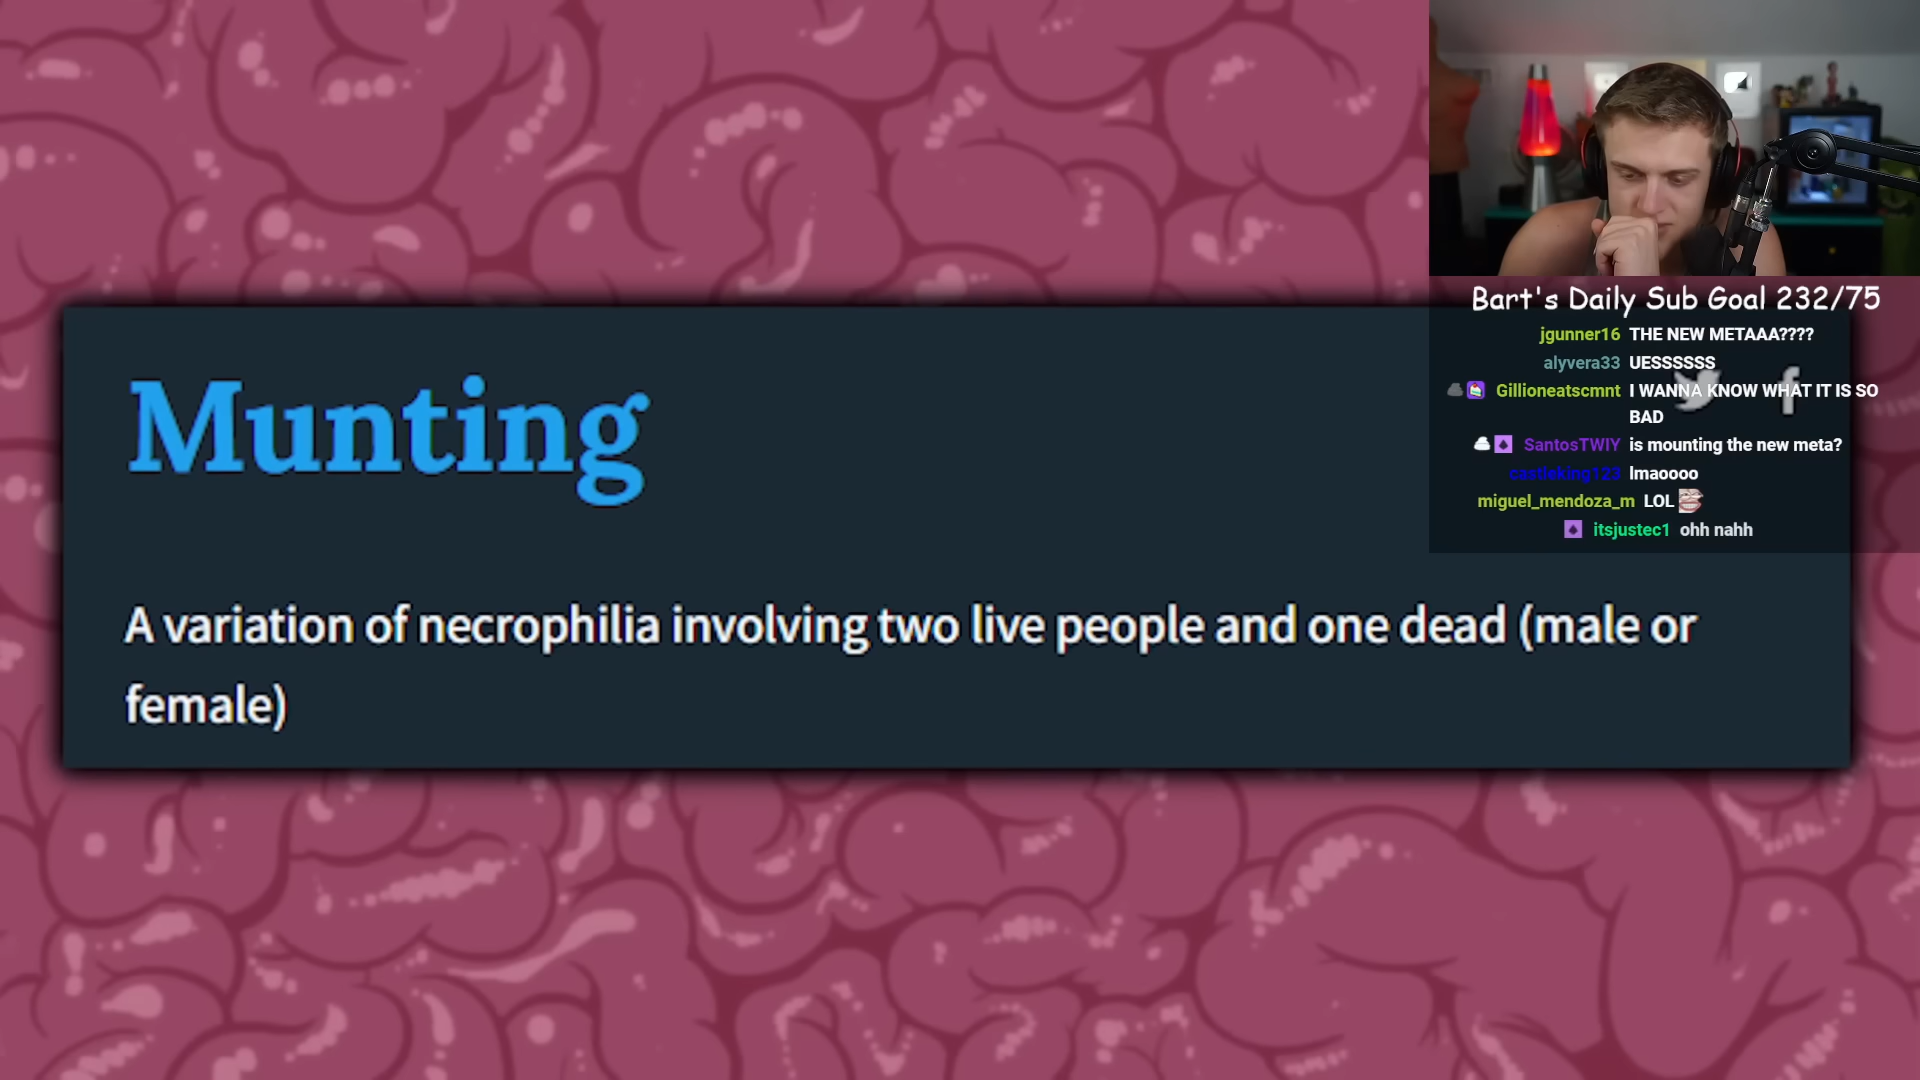 Munting
A variation of necrophilia involving two live people and one dead (male or
female)
Bart's Daily Sub Goal 232/75
jgunner16 THE NEW METAAA????
alyvera33 UESSSSSS
Gillioneatscmnt I WANNA KNOW WHAT IT IS SO
BAD
SantosTWIY is mounting the new meta?
castleking123 lmaoooo
miguel_mendoza_m LOL
itsjustec1 ohh nahh